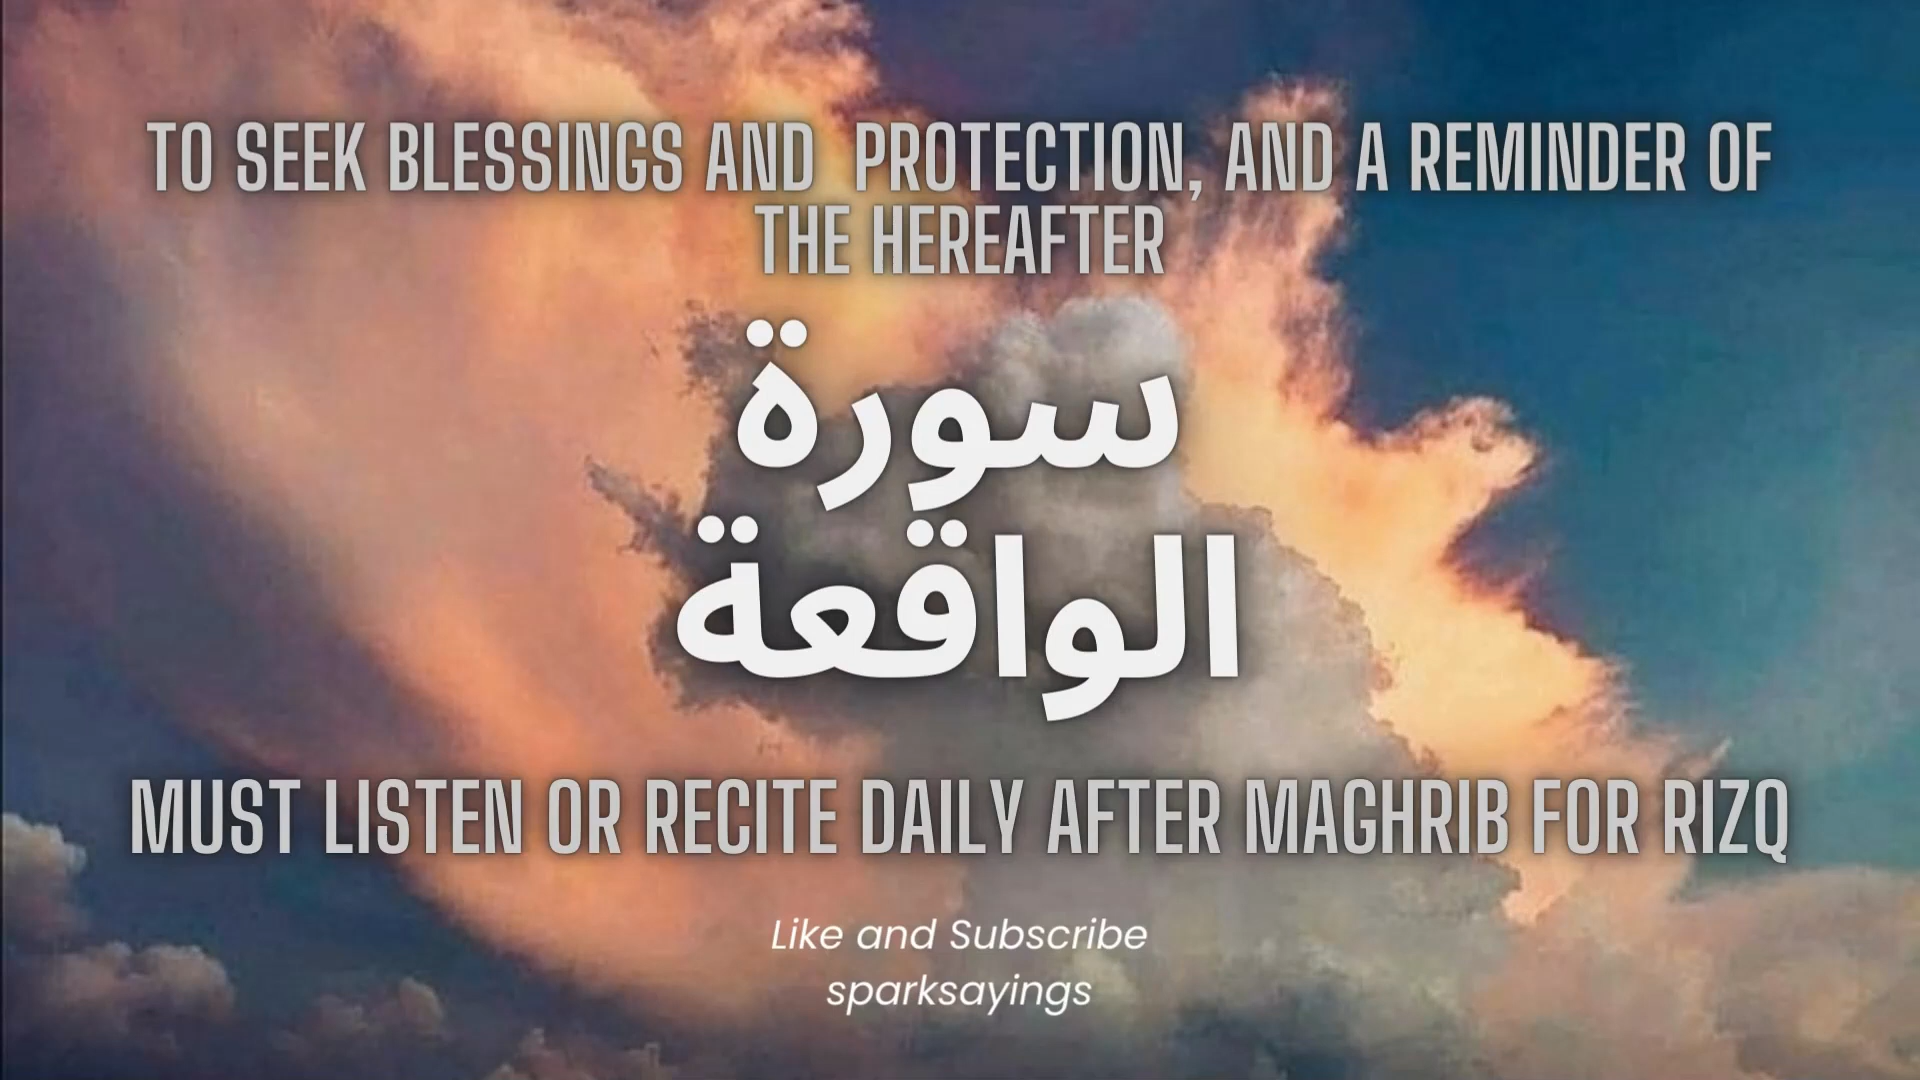 TO SEEK BLESSINGS AND  PROTECTION, AND A REMINDER OF
THE HEREAFTER
سورة
الواقعة
MUST LISTEN OR RECITE DAILY AFTER MAGHRIB FOR RIZQ
Like and Subscribe
sparksayings